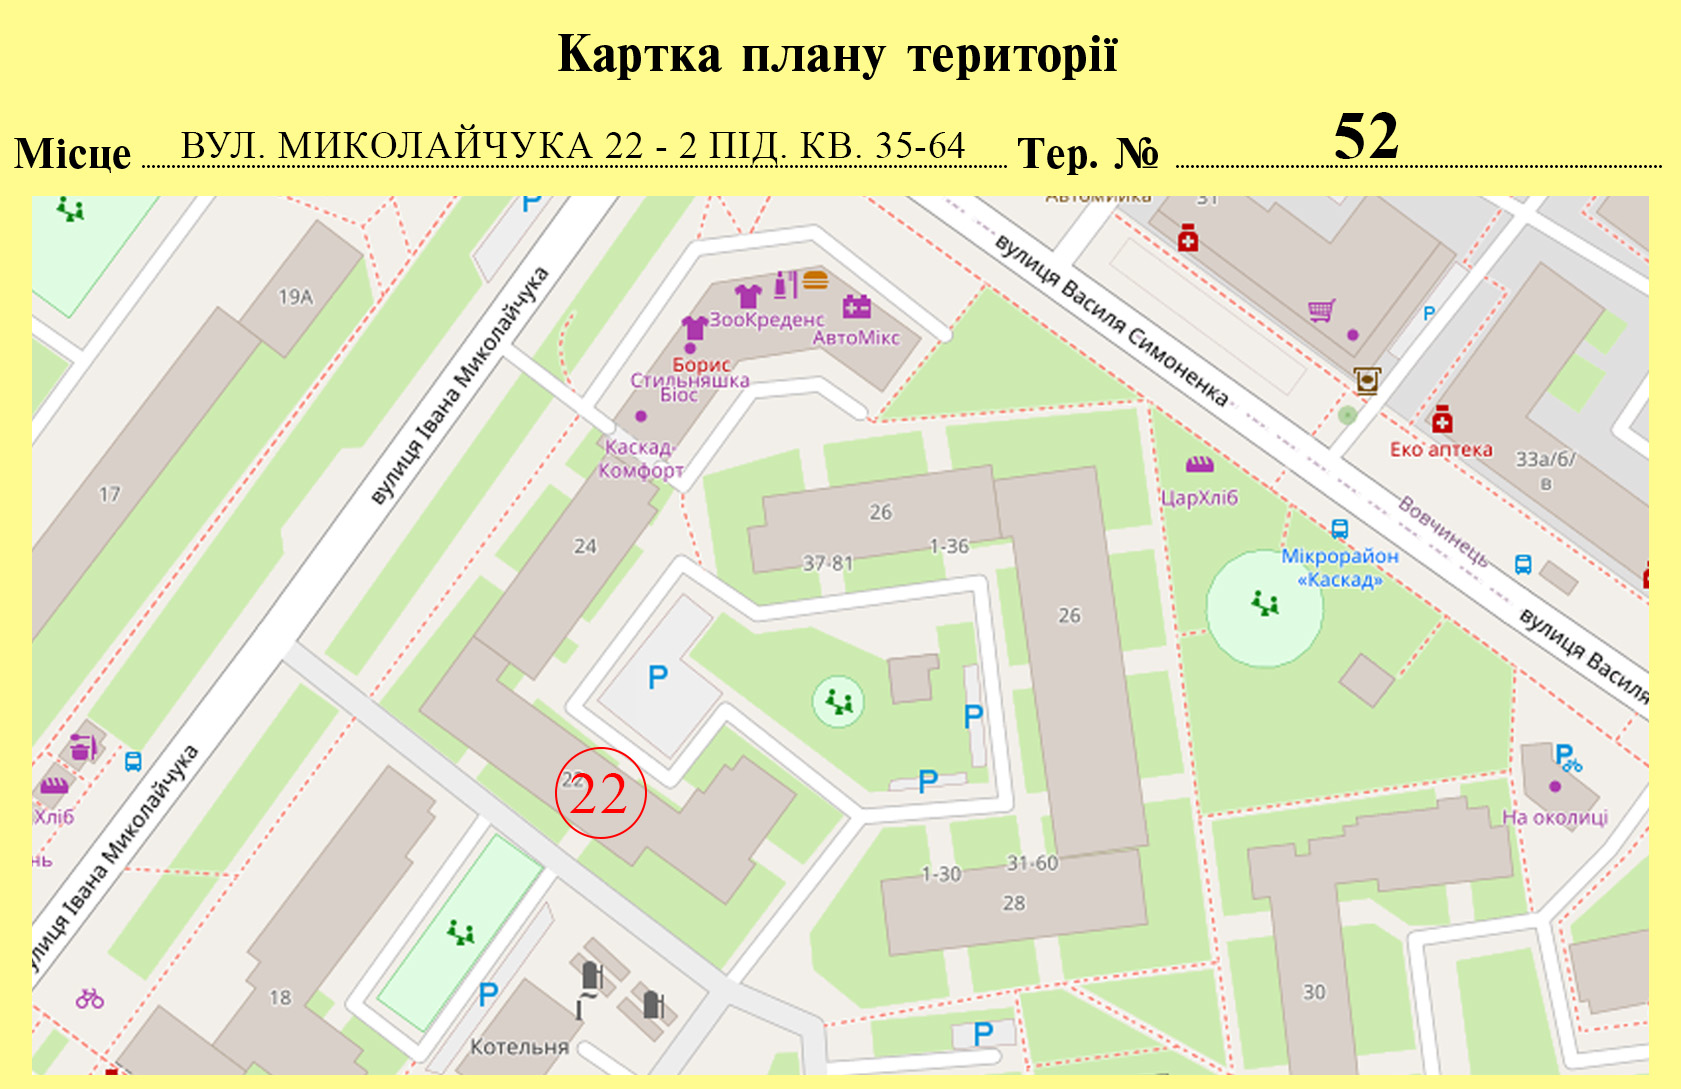 Картка плану території
Місце ВУЛ. МИКОЛАЙЧУКА 22 - 2 ПІД. КВ. 35-64 Тер. № 52
P
Автомийка
31
вулиця Василя Симоненка
19А
вулиця Івана Миколайчука
ЗооКреденс
АвтоМікс
Борис
Стильняшка
Біос
P
Каскад-
Комфорт
Еко аптека
33а/б/
в
ЦарХліб
17
26
24
37-81
1-36
Вовчинець
Мікрорайон
«Каскад»
26
вулиця Василя
P
P
P
22
22
P
Хліб
На околиці
нь
вулиця Івана Миколайчука
1-30
31-60
28
18
P
30
P
Котельня